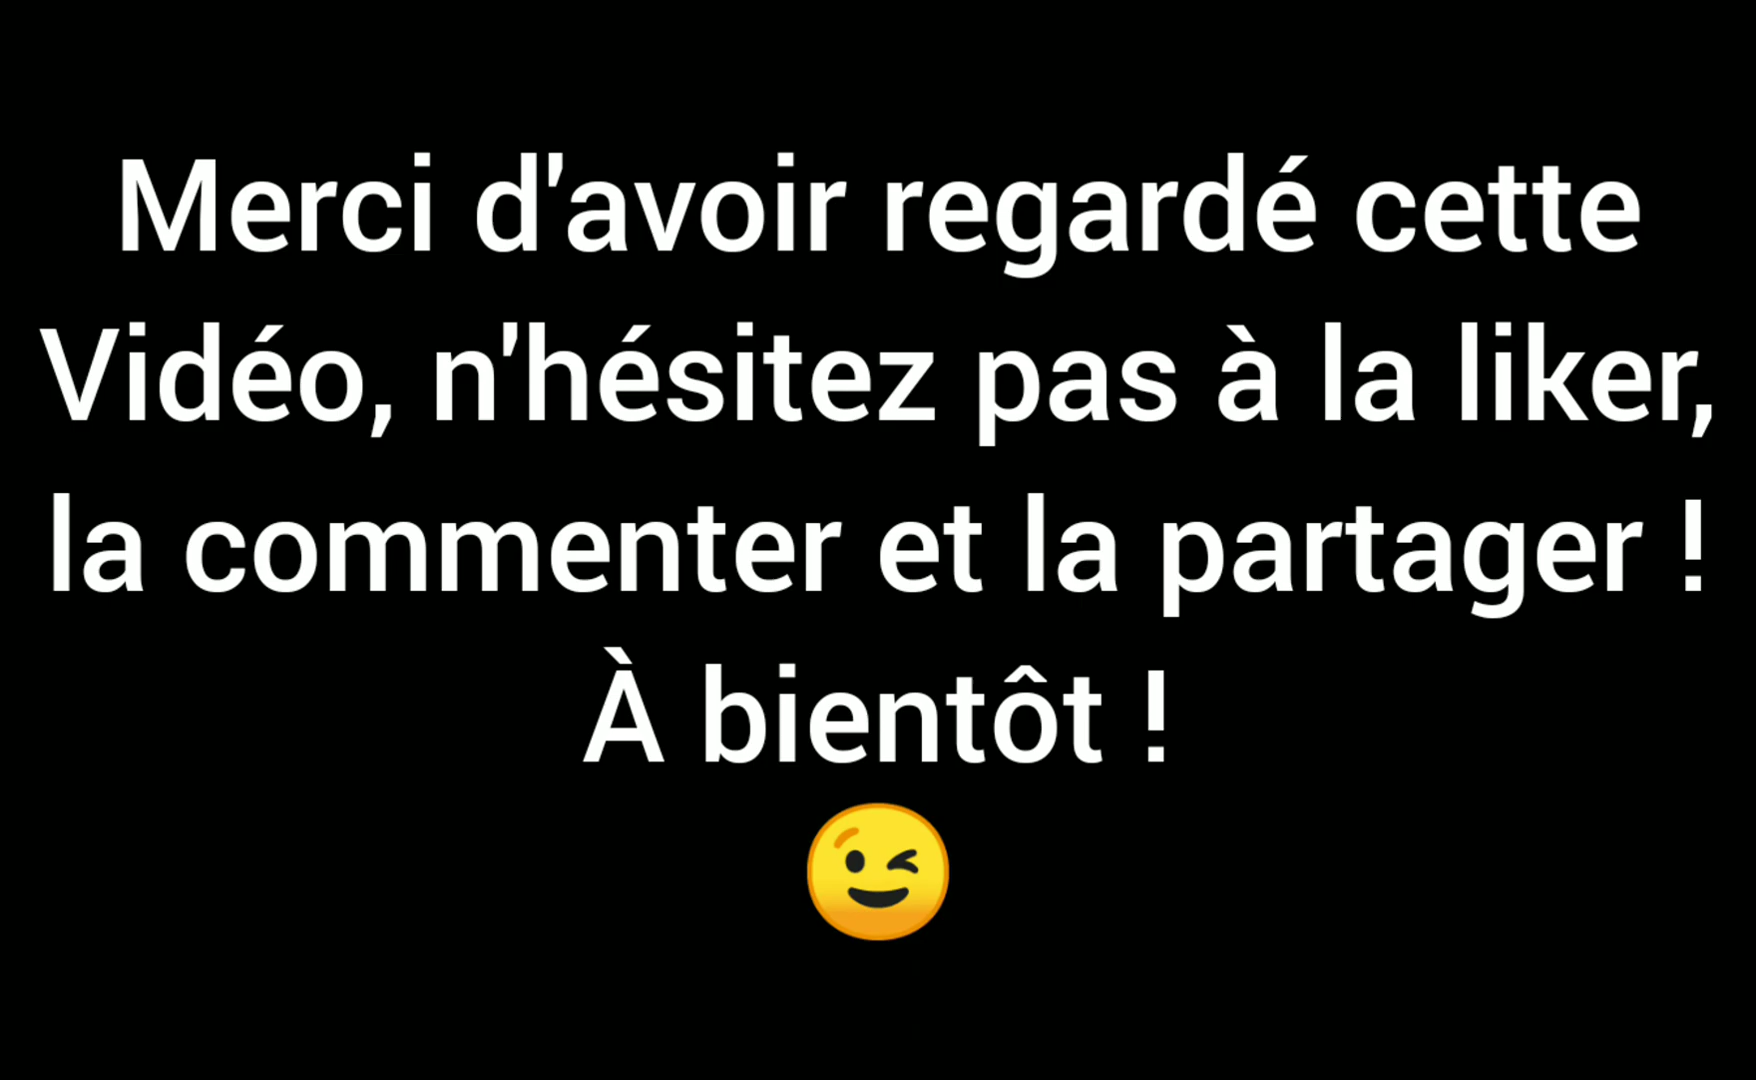 Merci d'avoir regardé cette
Vidéo, n'hésitez pas à la liker,
la commenter et la partager !
À bientôt !
😉